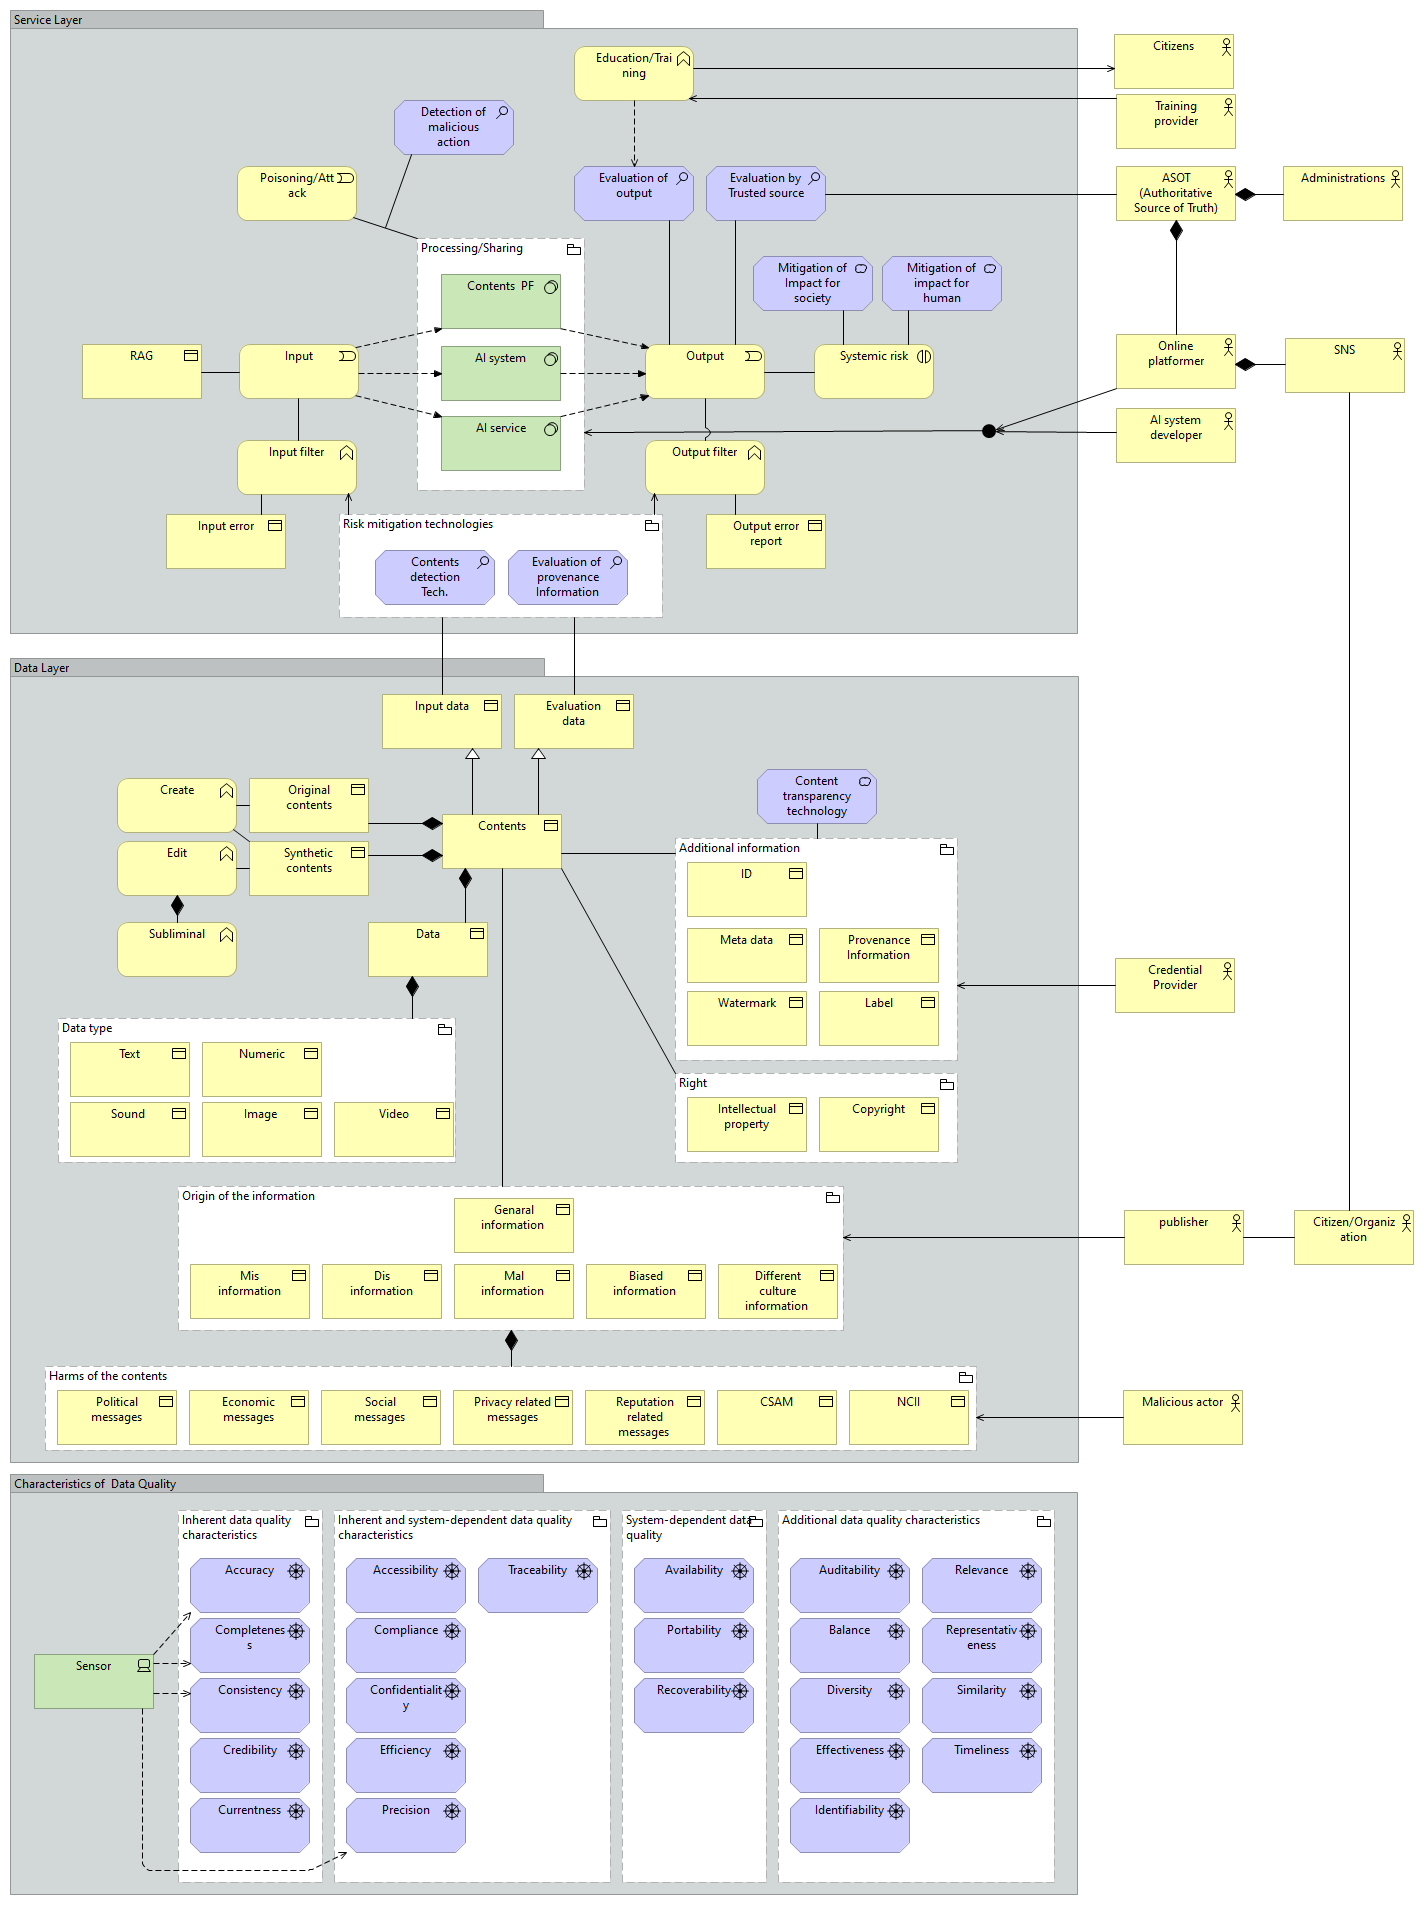 Service Layer
Education/Trai
ning
Citizens
Training
provider
Detection of
malicious
action
Poisoning/Att
ack
Evaluation of
output
Evaluation by
Trusted source
ASOT
(Authoritative
Source of Truth)
Administrations
Processing/Sharing
Contents  PF
Mitigation of
Impact for
society
Mitigation of
impact for
human
RAG
Input
AI system
Output
Systemic risk
Online
platformer
SNS
AI service
AI system
developer
Input filter
Output filter
Input error
Risk mitigation technologies
Output error
report
Contents
detection
Tech.
Evaluation of
provenance
Information
Data Layer
Input data
Evaluation
data
Create
Original
contents
Content
transparency
technology
Contents
Edit
Synthetic
contents
Additional information
ID
Subliminal
Data
Meta data
Provenance
Information
Credential
Provider
Watermark
Label
Data type
Text
Numeric
Sound
Image
Video
Right
Intellectual
property
Copyright
Origin of the information
Genaral
information
publisher
Citizen/Organiz
ation
Mis
information
Dis
information
Mal
information
Biased
information
Different
culture
information
Harms of the contents
Political
messages
Economic
messages
Social
messages
Privacy related
messages
Reputation
related
messages
CSAM
NCII
Malicious actor
Characteristics of  Data Quality
Inherent data quality
characteristics
Inherent and system-dependent data quality
characteristics
System-dependent data
quality
Additional data quality characteristics
Accuracy
Accessibility
Traceability
Availability
Auditability
Relevance
Completenes
s
Compliance
Portability
Balance
Representativ
eness
Sensor
Consistency
Confidentialit
y
Recoverability
Diversity
Similarity
Credibility
Efficiency
Effectiveness
Timeliness
Currentness
Precision
Identifiability